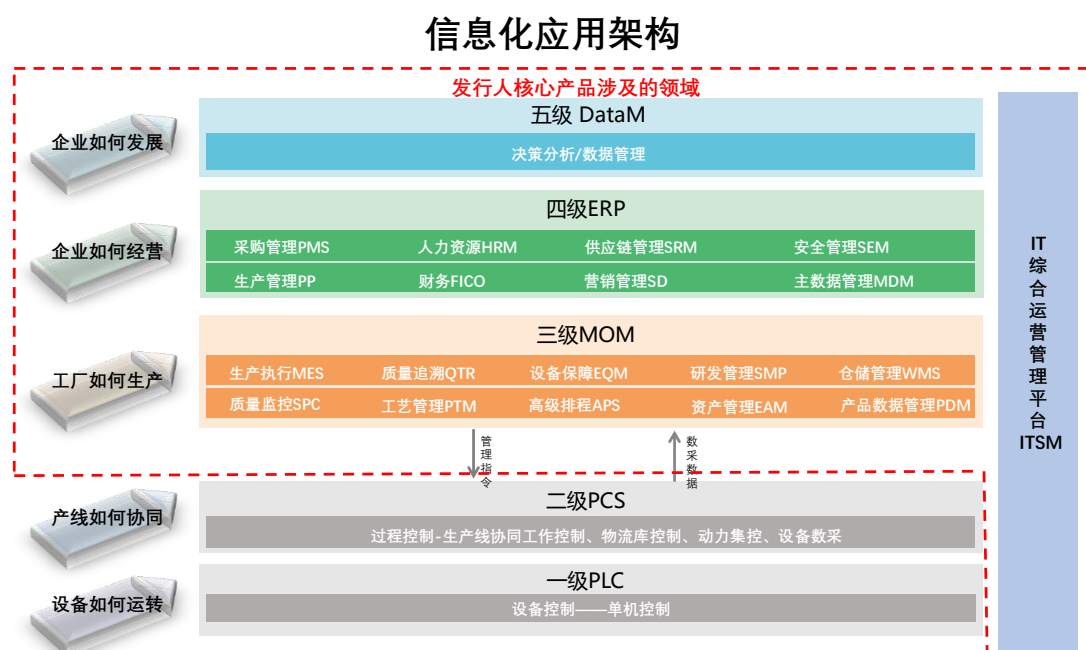 信息化应用架构
发行人核心产品涉及的领域
企业如何发展
五级 DataM
决策分析/数据管理
企业如何经营
四级ERP
采购管理PMS 人力资源HRM 供应链管理SRM 安全管理SEM
生产管理PP 财务FICO 营销管理SD 主数据管理MDM
工厂如何生产
三级MOM
生产执行MES 质量追溯QTR 设备保障EQM 研发管理SMP 仓储管理WMS
质量监控SPC 工艺管理PTM 高级排程APS 资产管理EAM 产品数据管理PDM
管理指令
数采数据
产线如何协同
二级PCS
过程控制-生产线协同工作控制、物流库控制、动力集控、设备数采
设备如何运转
一级PLC
设备控制——单机控制
IT
综
合
运
营
管
理
平
台
ITSM